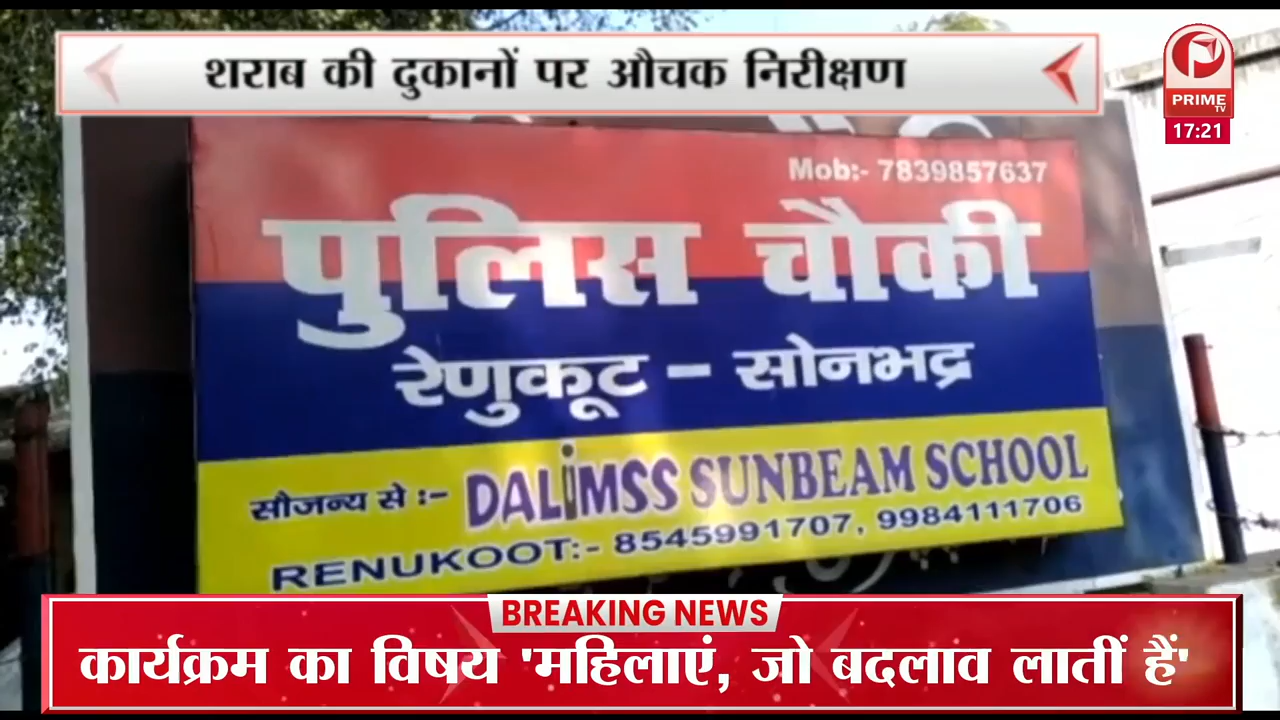 शराब की दुकानों पर औचक निरीक्षण
PRIME
TV
17:21
Mob:- 7839857637
पुलिस चौकी
रेणुकूट - सोनभद्र
सौजन्य से :- DALiMSS SUNBEAM SCHOOL
RENUKOOT:- 8545991707, 9984111706
BREAKING NEWS
कार्यक्रम का विषय 'महिलाएं, जो बदलाव लातीं हैं'